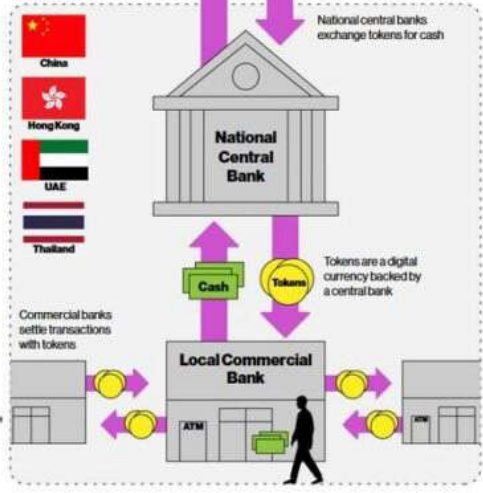 National central banks
exchange tokens for cash
China
Hong Kong
UAE
Thailand
National
Central
Bank
Cash
Tokens
Tokens are a digital
currency backed by
a central bank
Commercial banks
settle transactions
with tokens
Local Commercial
Bank
ATM
ATM